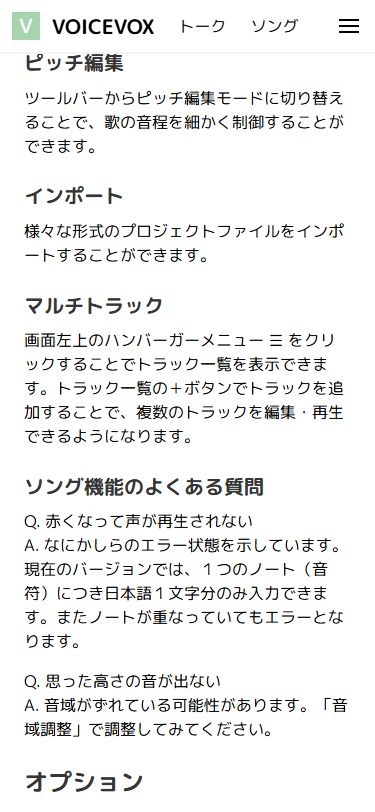 V VOICEVOX トーク ソング
ピッチ編集
ツールバーからピッチ編集モードに切り替え
ることで、歌の音程を細かく制御することが
できます。
インポート
様々な形式のプロジェクトファイルをインポ
ートすることができます。
マルチトラック
画面左上のハンバーガーメニュー ☰ をクリ
ックすることでトラック一覧を表示できま
す。トラック一覧の＋ボタンでトラックを追
加することで、複数のトラックを編集・再生
できるようになります。
ソング機能のよくある質問
Q. 赤くなって声が再生されない
A. なにかしらのエラー状態を示しています。
現在のバージョンでは、１つのノート（音
符）につき日本語１文字分のみ入力できま
す。またノートが重なっていてもエラーとな
ります。
Q. 思った高さの音が出ない
A. 音域がずれている可能性があります。「音
域調整」で調整してみてください。
オプション